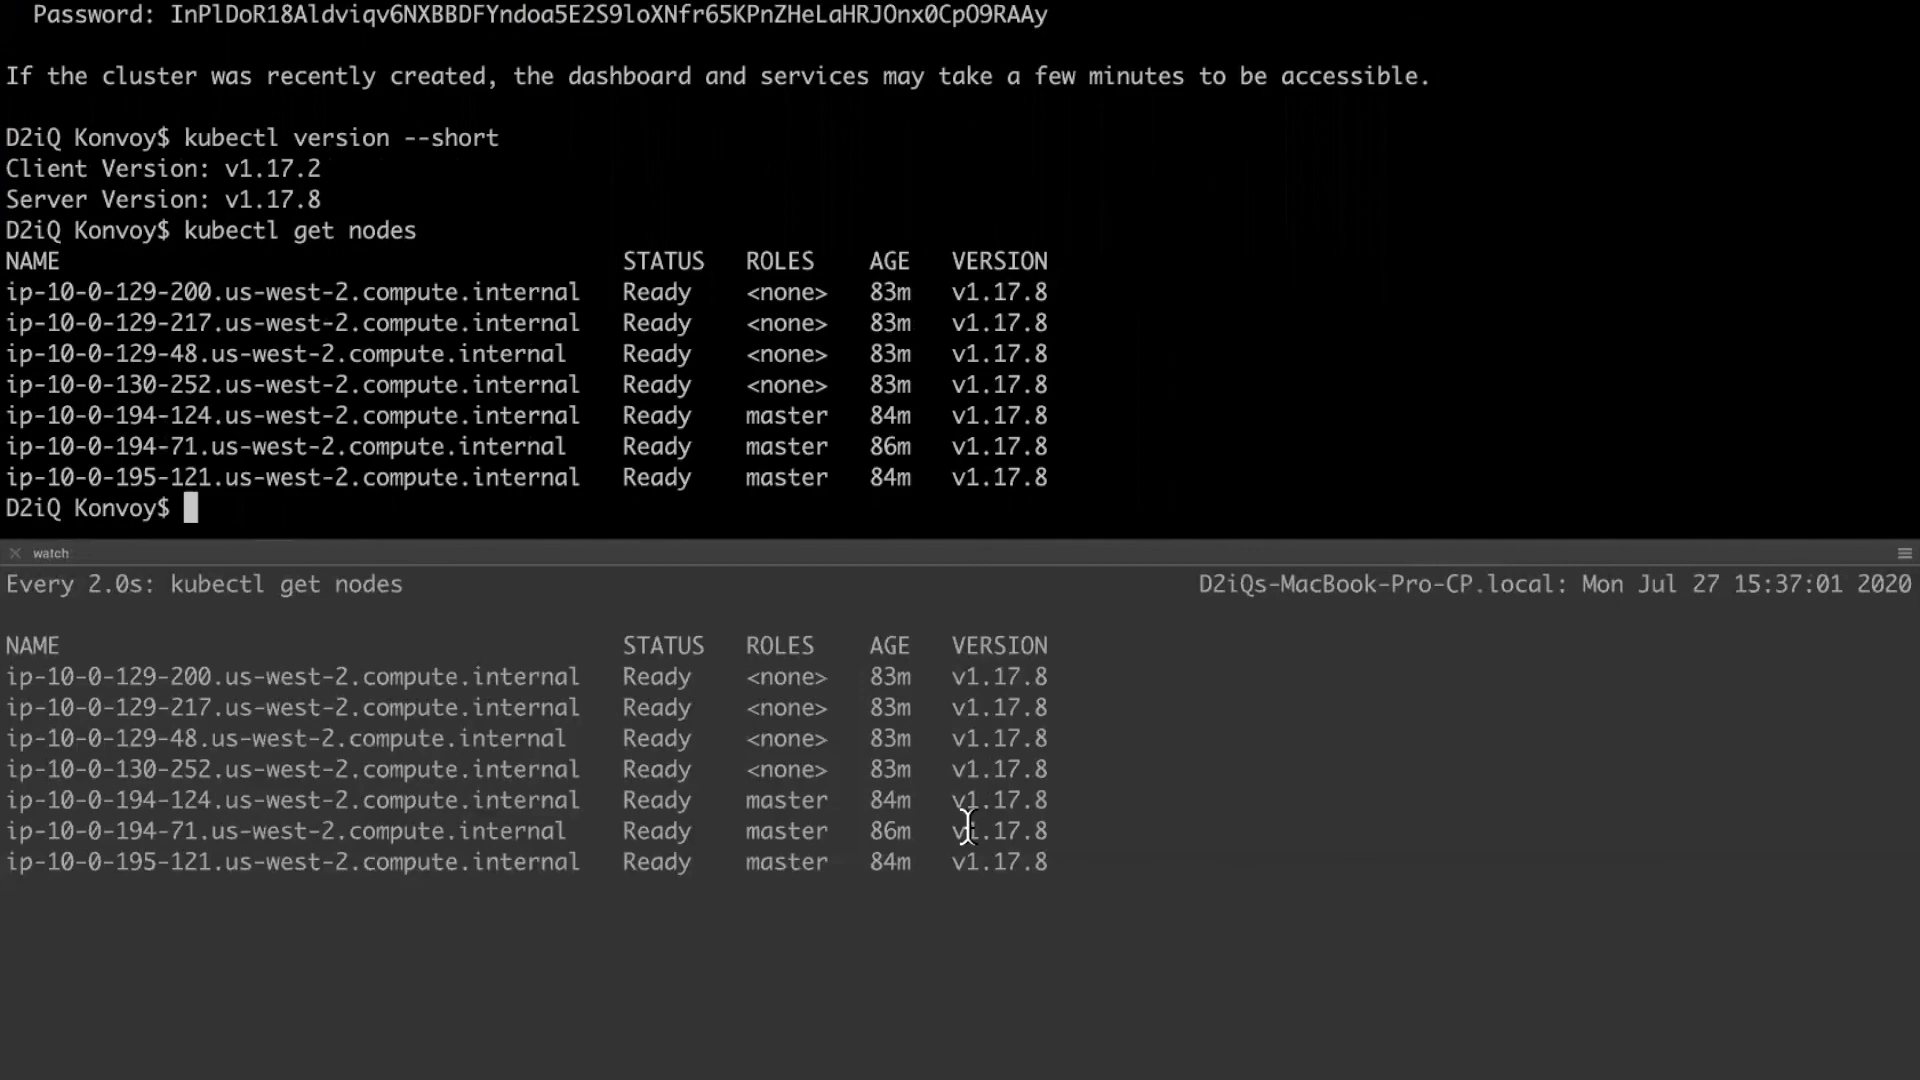 Password: InPlDoR18Aldviqv6NXBBDFYndoa5E2S9loXNfr65KPnZHeLaHRJOnx0CpO9RAAy
If the cluster was recently created, the dashboard and services may take a few minutes to be accessible.
D2iQ Konvoy$ kubectl version --short
Client Version: v1.17.2
Server Version: v1.17.8
D2iQ Konvoy$ kubectl get nodes
NAME STATUS ROLES AGE VERSION
ip-10-0-129-200.us-west-2.compute.internal Ready <none> 83m v1.17.8
ip-10-0-129-217.us-west-2.compute.internal Ready <none> 83m v1.17.8
ip-10-0-129-48.us-west-2.compute.internal Ready <none> 83m v1.17.8
ip-10-0-130-252.us-west-2.compute.internal Ready <none> 83m v1.17.8
ip-10-0-194-124.us-west-2.compute.internal Ready master 84m v1.17.8
ip-10-0-194-71.us-west-2.compute.internal Ready master 86m v1.17.8
ip-10-0-195-121.us-west-2.compute.internal Ready master 84m v1.17.8
D2iQ Konvoy$
watch
Every 2.0s: kubectl get nodes D2iQs-MacBook-Pro-CP.local: Mon Jul 27 15:37:01 2020
NAME STATUS ROLES AGE VERSION
ip-10-0-129-200.us-west-2.compute.internal Ready <none> 83m v1.17.8
ip-10-0-129-217.us-west-2.compute.internal Ready <none> 83m v1.17.8
ip-10-0-129-48.us-west-2.compute.internal Ready <none> 83m v1.17.8
ip-10-0-130-252.us-west-2.compute.internal Ready <none> 83m v1.17.8
ip-10-0-194-124.us-west-2.compute.internal Ready master 84m v1.17.8
ip-10-0-194-71.us-west-2.compute.internal Ready master 86m v1.17.8
ip-10-0-195-121.us-west-2.compute.internal Ready master 84m v1.17.8